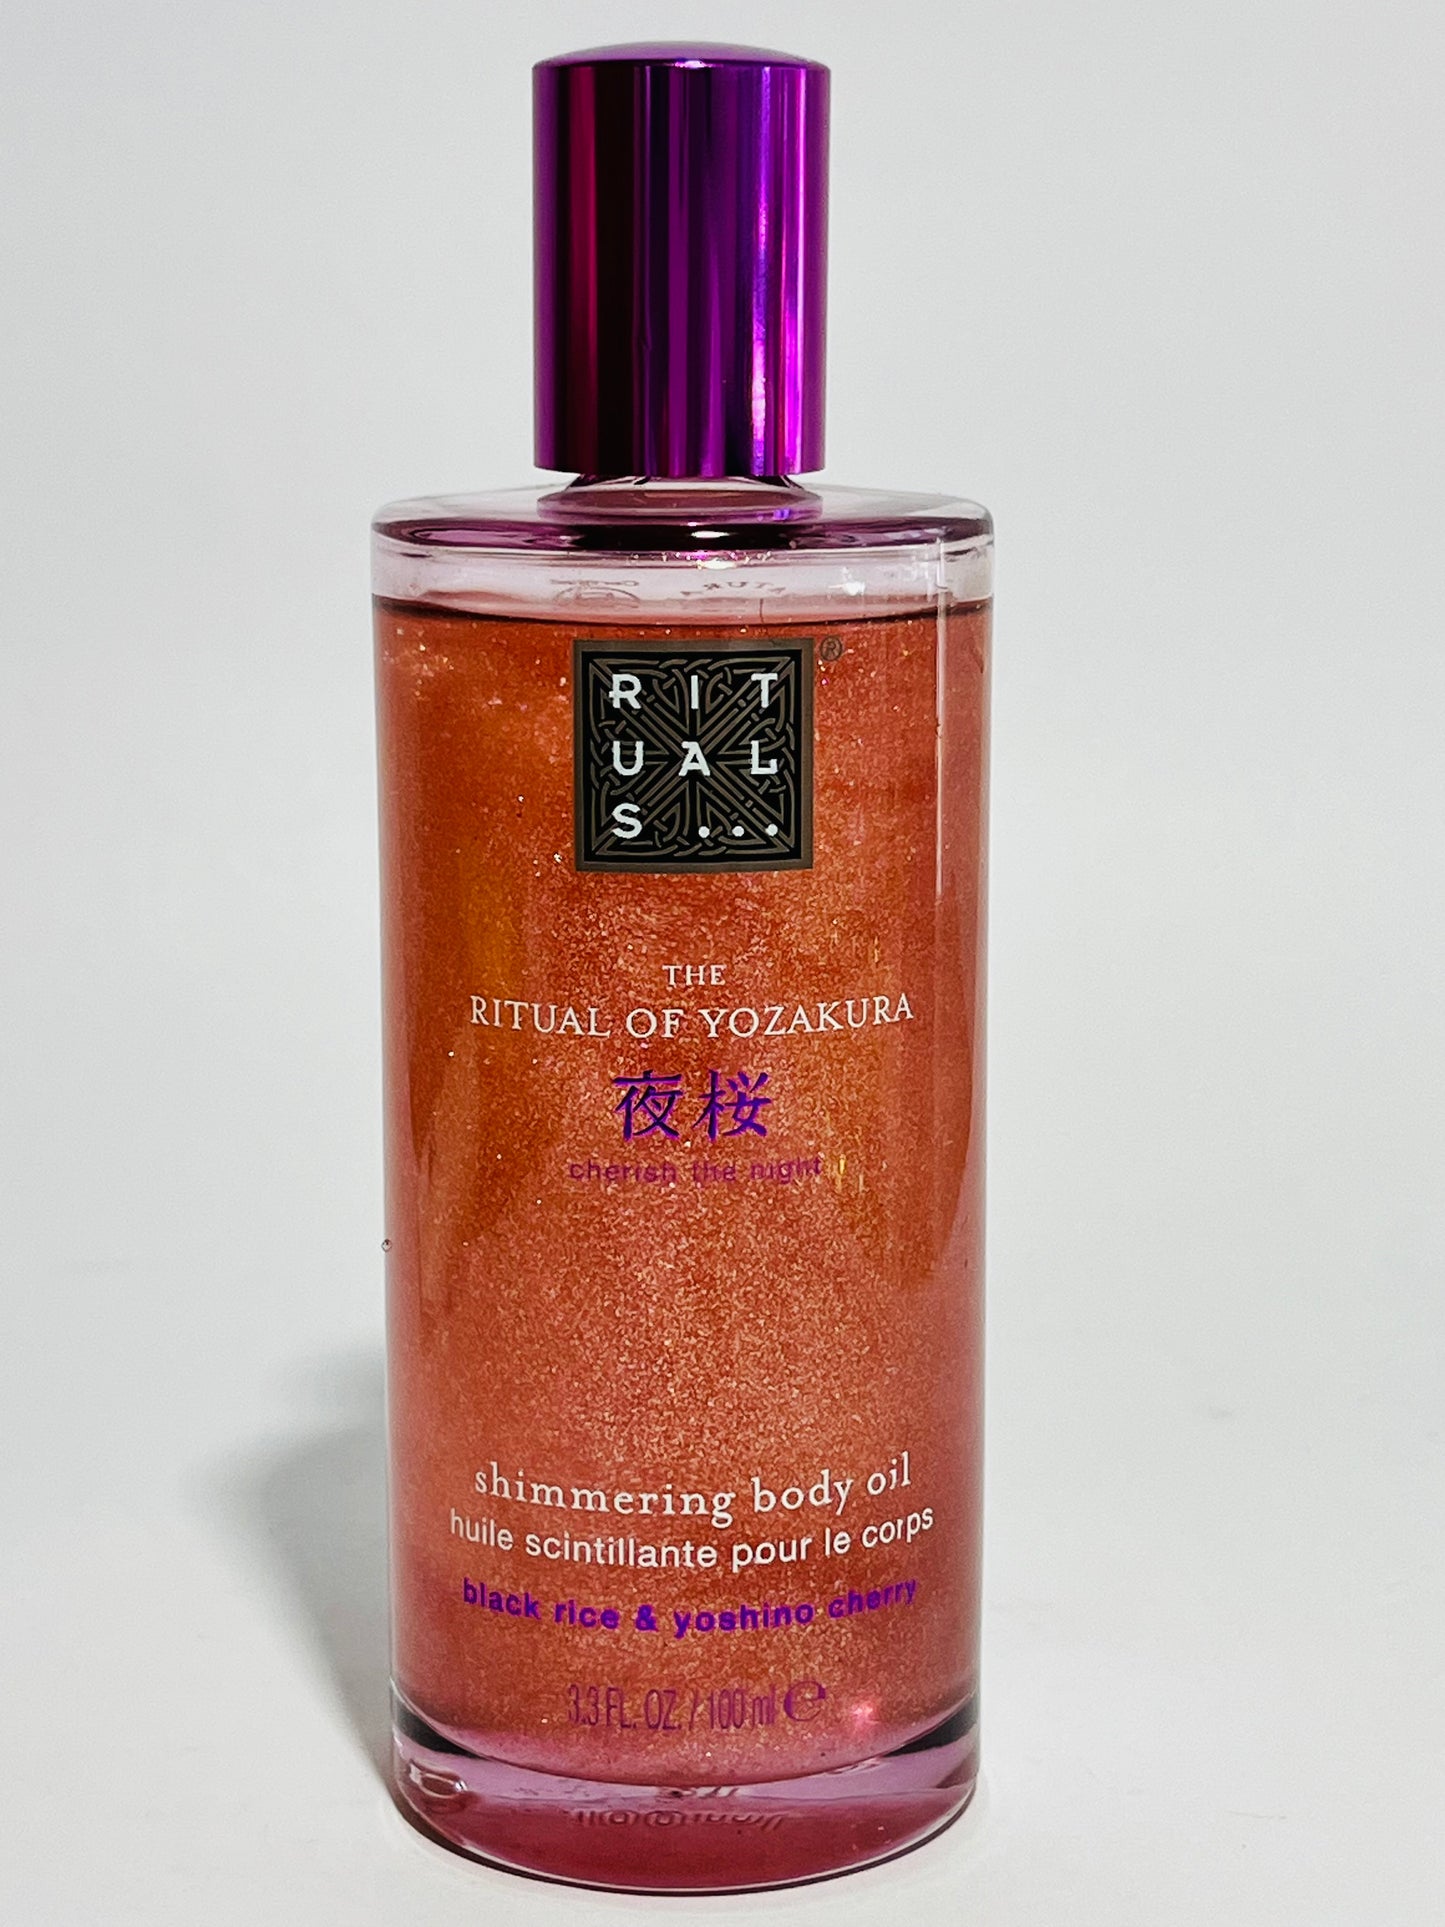 RIT
UAL
S...
®
THE
RITUAL OF YOZAKURA
夜桜
cherish the night
shimmering body oil
huile scintillante pour le corps
black rice & yoshino cherry
3.3 FL. OZ. / 100 ml ℮